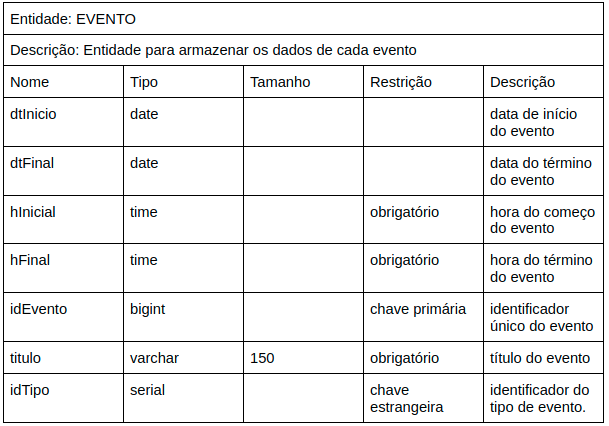 Entidade: EVENTO
Descrição: Entidade para armazenar os dados de cada evento
Nome Tipo Tamanho Restrição Descrição
dtInicio date data de início
do evento
dtFinal date data do término
do evento
hInicial time obrigatório hora do começo
do evento
hFinal time obrigatório hora do término
do evento
idEvento bigint chave primária identificador
único do evento
titulo varchar 150 obrigatório título do evento
idTipo serial chave identificador do
estrangeira tipo de evento.